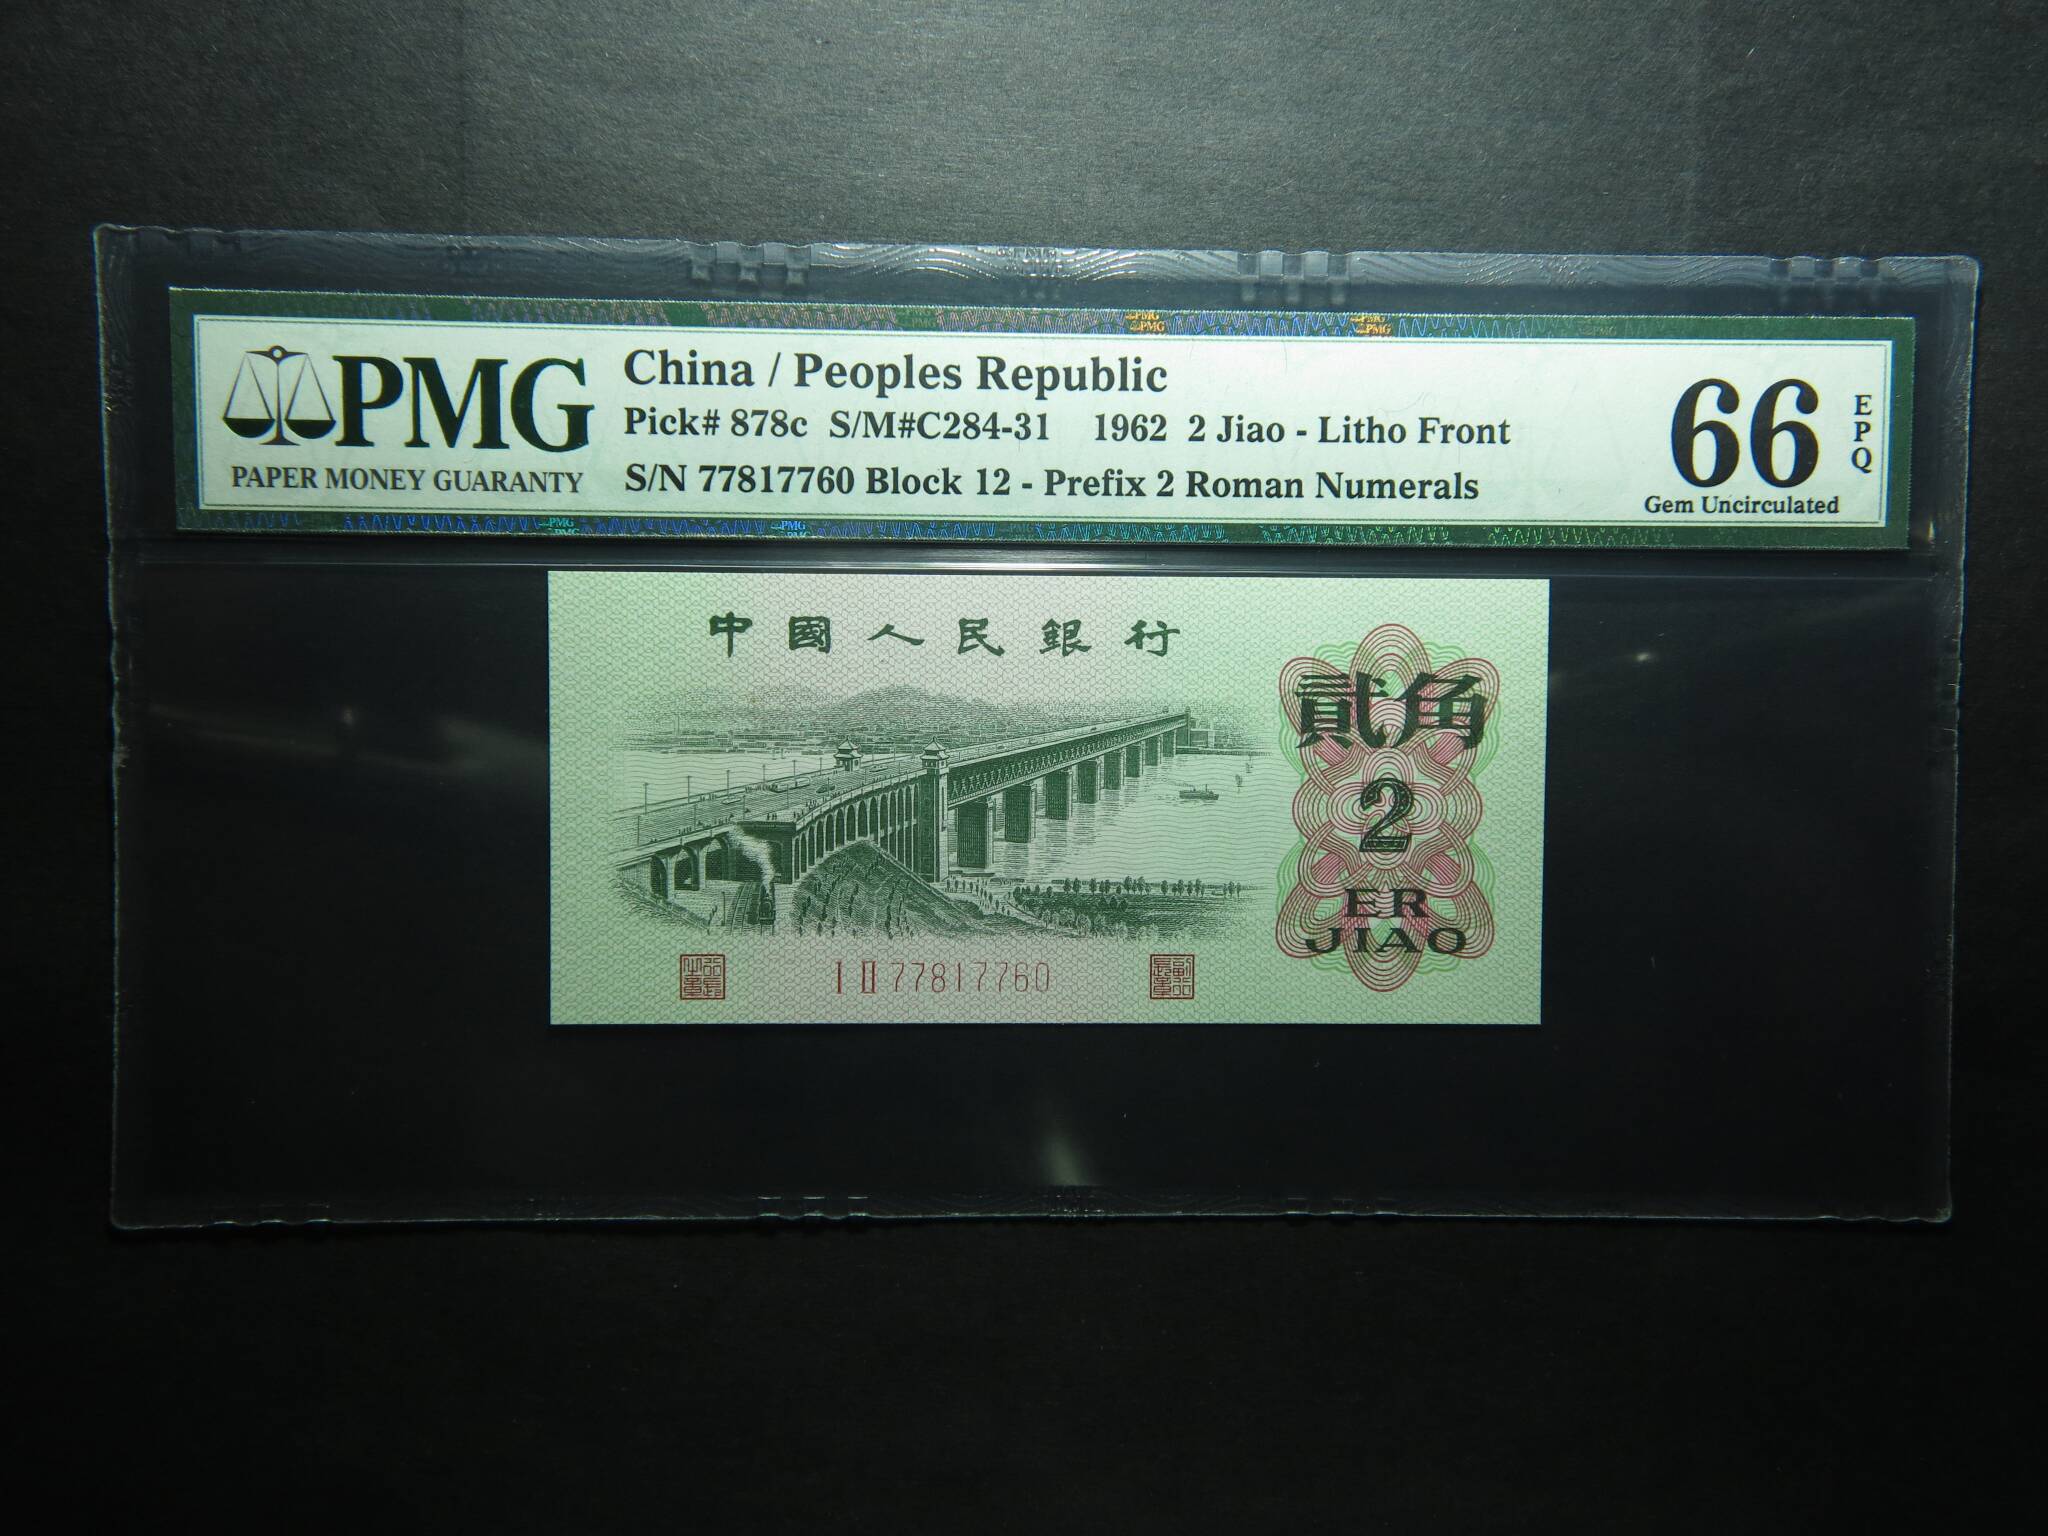 PMG
PAPER MONEY GUARANTY
China / Peoples Republic
Pick# 878c S/M#C284-31 1962 2 Jiao - Litho Front
S/N 77817760 Block 12 - Prefix 2 Roman Numerals
66
EPQ
Gem Uncirculated
中國人民銀行
貳角
2
ER
JIAO
I II 77817760